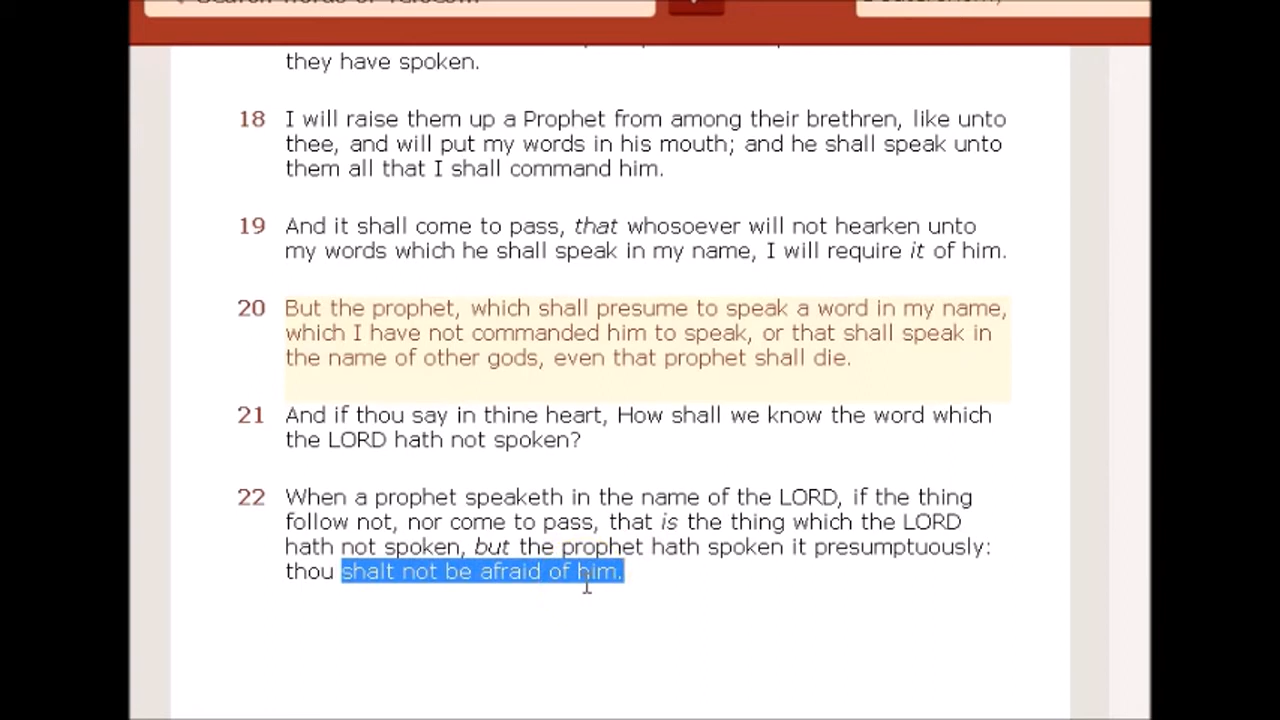 they have spoken.
18 I will raise them up a Prophet from among their brethren, like unto
thee, and will put my words in his mouth; and he shall speak unto
them all that I shall command him.
19 And it shall come to pass, that whosoever will not hearken unto
my words which he shall speak in my name, I will require it of him.
20 But the prophet, which shall presume to speak a word in my name,
which I have not commanded him to speak, or that shall speak in
the name of other gods, even that prophet shall die.
21 And if thou say in thine heart, How shall we know the word which
the LORD hath not spoken?
22 When a prophet speaketh in the name of the LORD, if the thing
follow not, nor come to pass, that is the thing which the LORD
hath not spoken, but the prophet hath spoken it presumptuously:
thou shalt not be afraid of him.